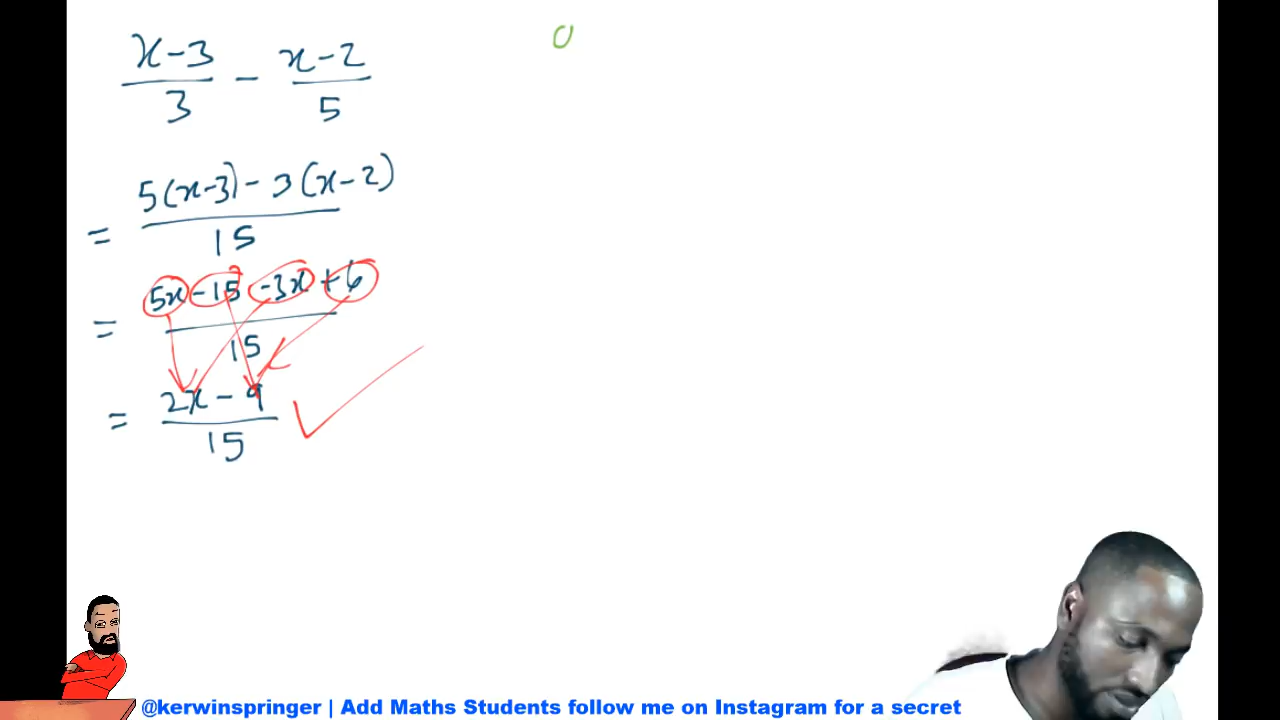 x-3 / 3 - x-2 / 5
= 5(x-3) - 3(x-2) / 15
= 5x -15 -3x +6 / 15
= 2x - 9 / 15
@kerwinspringer | Add Maths Students follow me on Instagram for a secret